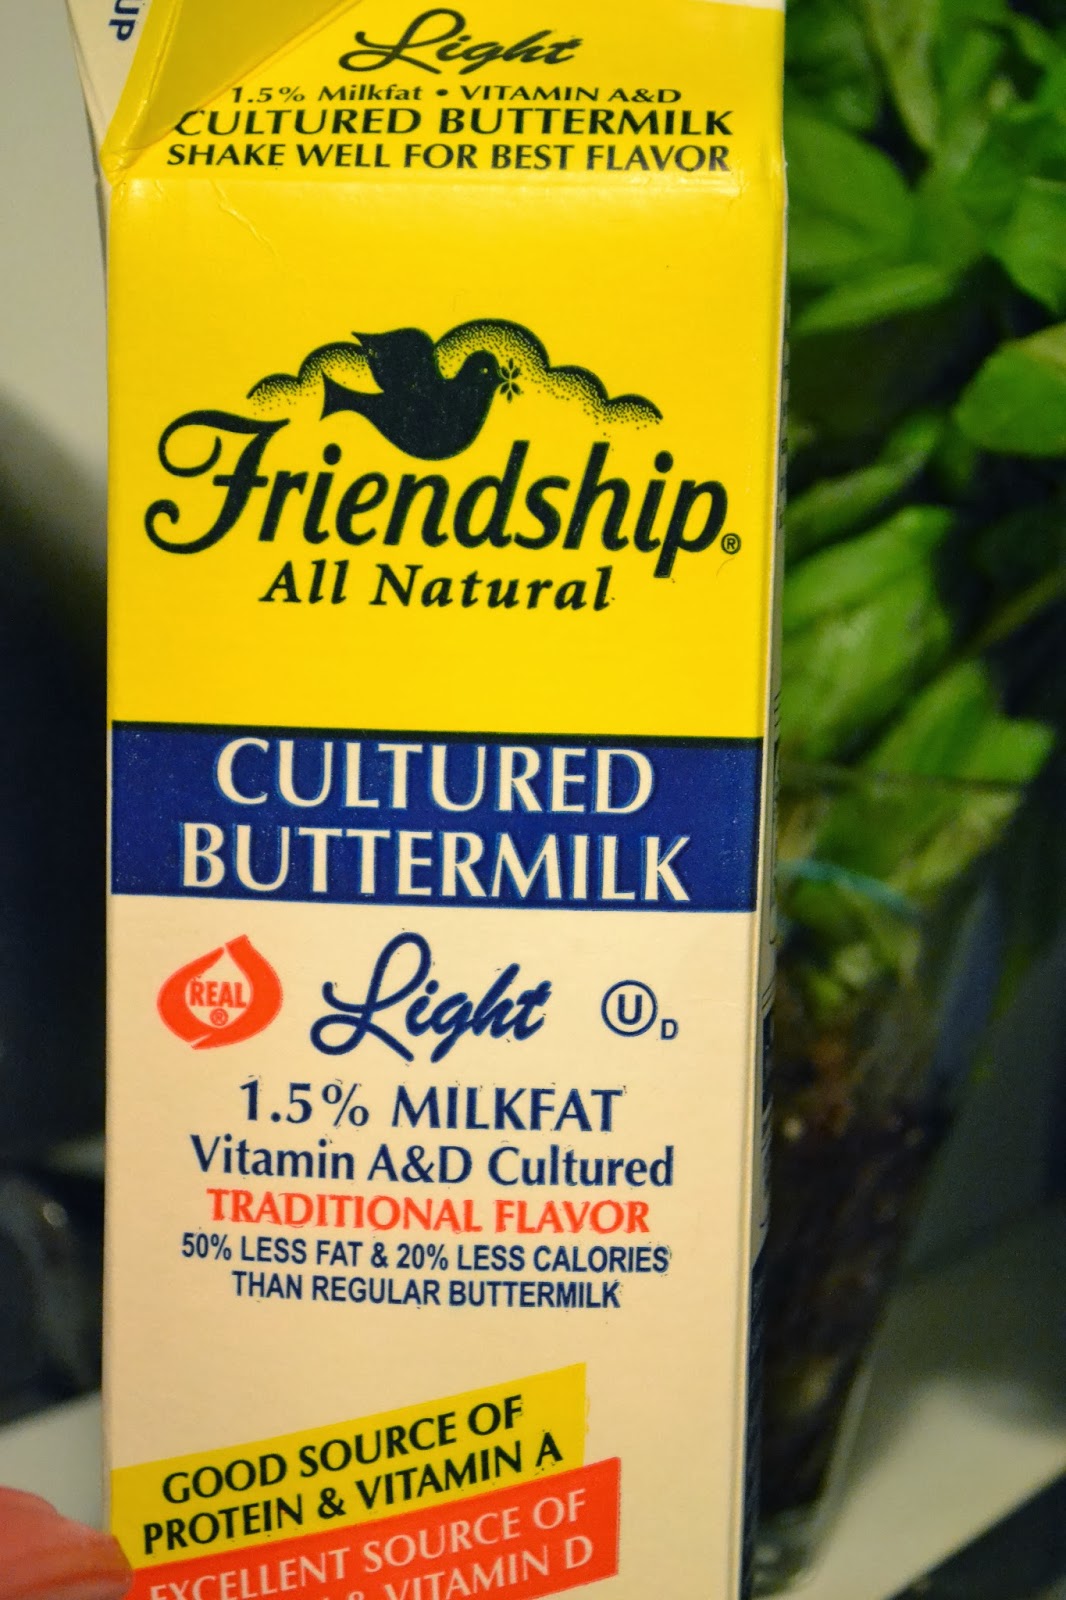 UP
Light
1.5% Milkfat • VITAMIN A&D
CULTURED BUTTERMILK
SHAKE WELL FOR BEST FLAVOR
Friendship®
All Natural
CULTURED
BUTTERMILK
REAL
®
Light
U D
1.5% MILKFAT
Vitamin A&D Cultured
TRADITIONAL FLAVOR
50% LESS FAT & 20% LESS CALORIES
THAN REGULAR BUTTERMILK
GOOD SOURCE OF
PROTEIN & VITAMIN A
EXCELLENT SOURCE OF
& VITAMIN D